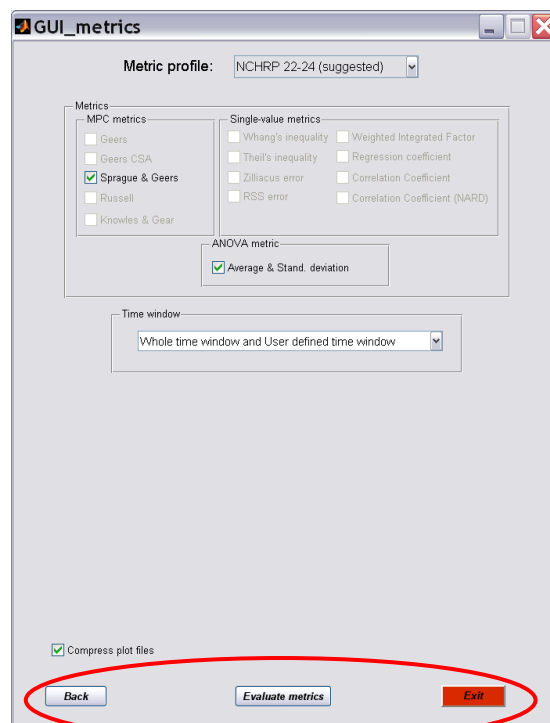 GUI_metrics
Metric profile: NCHRP 22-24 (suggested)
Metrics
MPC metrics
Geers
Geers CSA
Sprague & Geers
Russell
Knowles & Gear
Single-value metrics
Whang's inequality Weighted Integrated Factor
Theil's inequality Regression coefficient
Zilliacus error Correlation Coefficient
RSS error Correlation Coefficient (NARD)
ANOVA metric
Average & Stand. deviation
Time window
Whole time window and User defined time window
Compress plot files
Back Evaluate metrics Exit